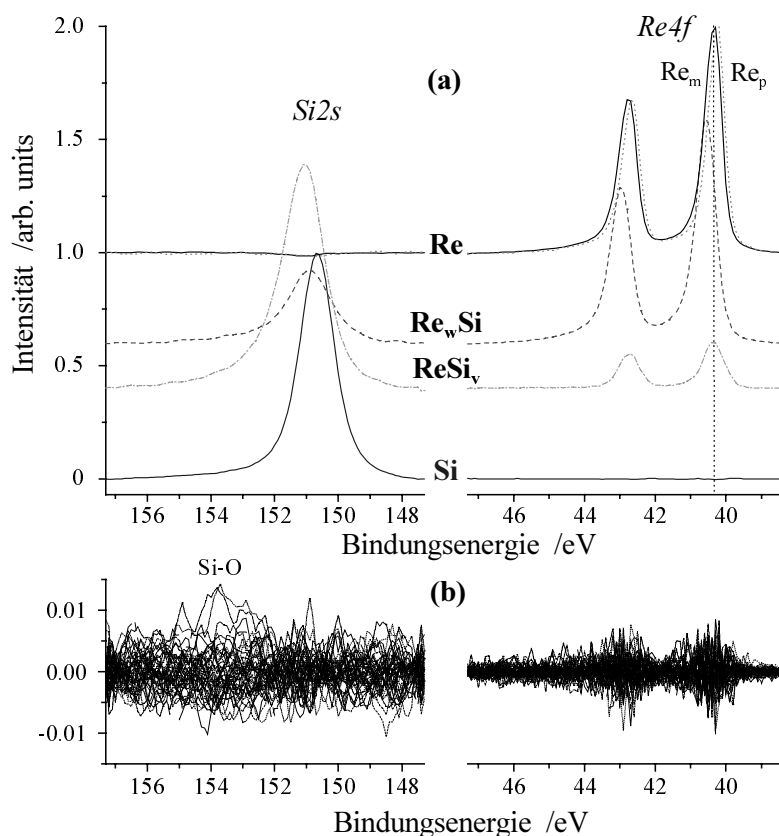 2.0
1.5
1.0
0.5
0
Intensität /arb. units
(a)
Si2s
Re4f
Re_m
Re_p
Re
Re_wSi
ReSi_v
Si
156 154 152 150 148
46 44 42 40
Bindungsenergie /eV
(b)
Si-O
0.01
0.00
-0.01
156 154 152 150 148
46 44 42 40
Bindungsenergie /eV